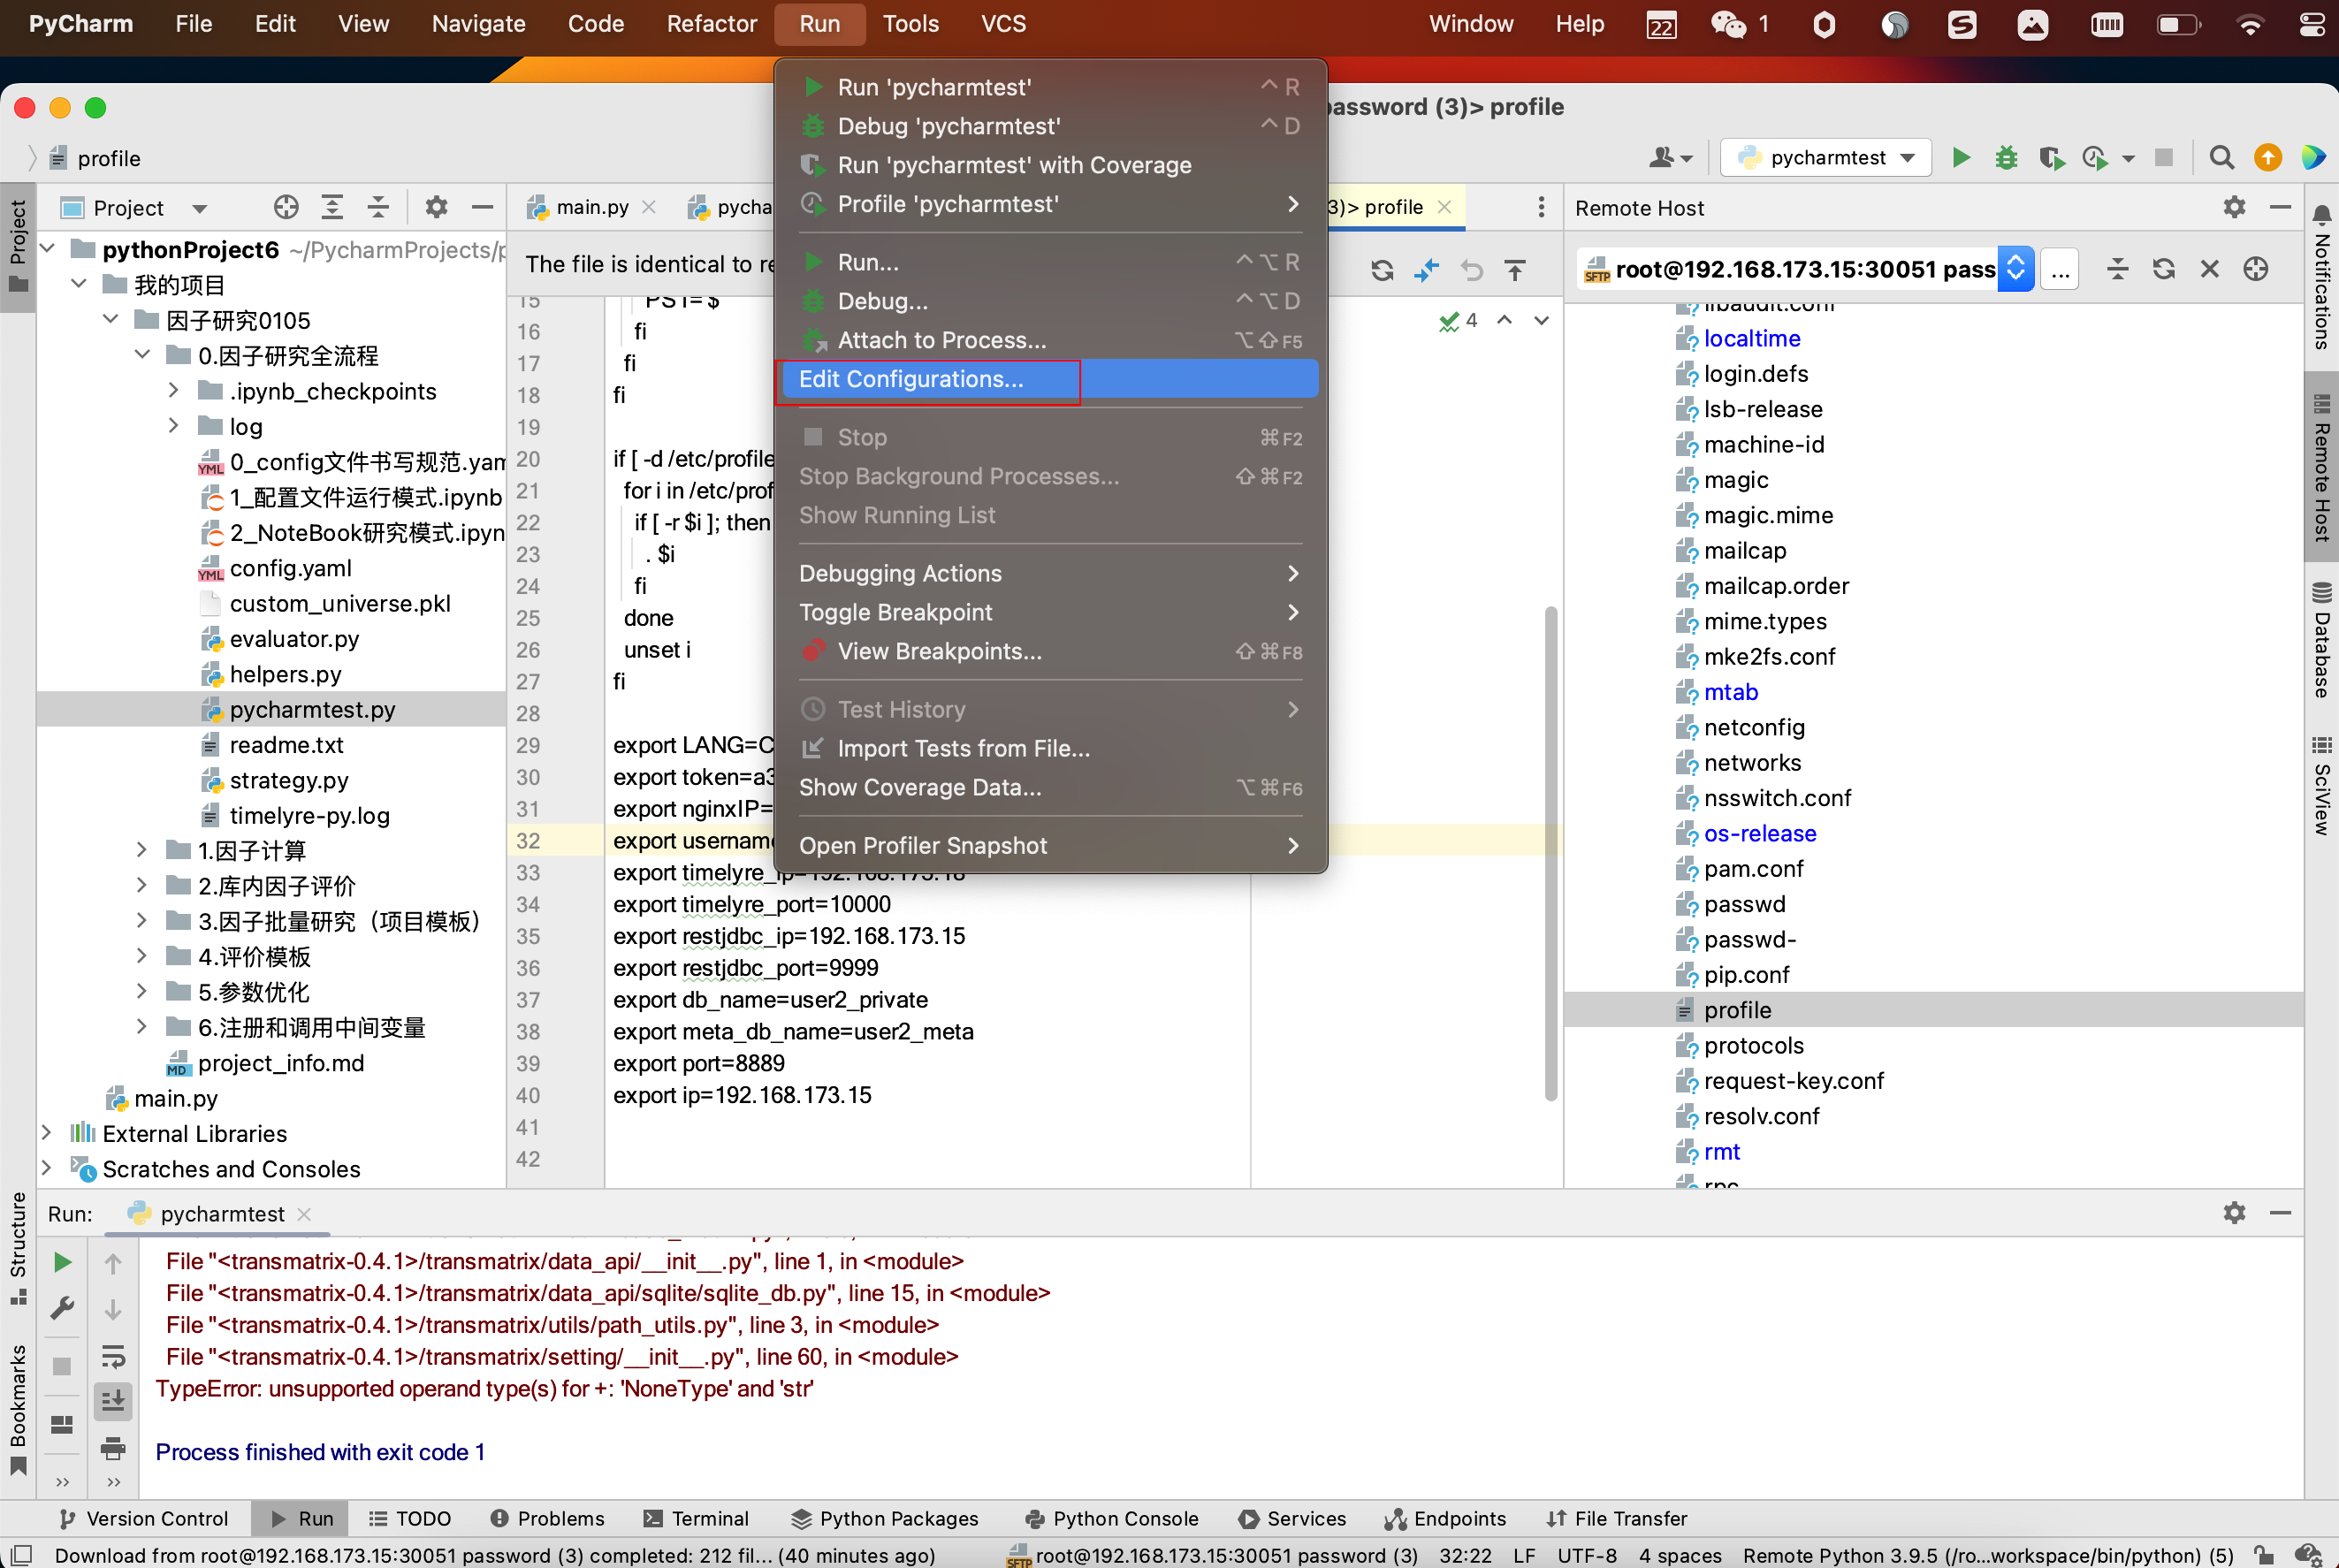 PyCharm File Edit View Navigate Code Refactor Run Tools VCS Window Help 22 1
Run 'pycharmtest' ^ R
Debug 'pycharmtest' ^ D
Run 'pycharmtest' with Coverage
Profile 'pycharmtest'
Run... ^⌥R
Debug... ^⌥D
Attach to Process... ⌥⇧F5
Edit Configurations...
Stop ⌘F2
Stop Background Processes... ⇧⌘F2
Show Running List
Debugging Actions
Toggle Breakpoint
View Breakpoints... ⇧⌘F8
Test History
Import Tests from File...
Show Coverage Data... ⌥⌘F6
Open Profiler Snapshot
password (3)> profile
profile
pycharmtest
Project
main.py
pycha
3)> profile
Remote Host
Project
pythonProject6 ~/PycharmProjects/p
我的项目
因子研究0105
0.因子研究全流程
.ipynb_checkpoints
log
0_config文件书写规范.yam
1_配置文件运行模式.ipynb
2_NoteBook研究模式.ipyn
config.yaml
custom_universe.pkl
evaluator.py
helpers.py
pycharmtest.py
readme.txt
strategy.py
timelyre-py.log
1.因子计算
2.库内因子评价
3.因子批量研究（项目模板）
4.评价模板
5.参数优化
6.注册和调用中间变量
project_info.md
main.py
External Libraries
Scratches and Consoles
The file is identical to re
4
15 PS1='$ '
16 fi
17 fi
18 fi
19
20 if [ -d /etc/profile
21 for i in /etc/prof
22 if [ -r $i ]; then
23 . $i
24 fi
25 done
26 unset i
27 fi
28
29 export LANG=C
30 export token=a3
31 export nginxIP=
32 export username
33 export timelyre_ip=192.168.173.18
34 export timelyre_port=10000
35 export restjdbc_ip=192.168.173.15
36 export restjdbc_port=9999
37 export db_name=user2_private
38 export meta_db_name=user2_meta
39 export port=8889
40 export ip=192.168.173.15
41
42
root@192.168.173.15:30051 pass
...
libaudit.conf
localtime
login.defs
lsb-release
machine-id
magic
magic.mime
mailcap
mailcap.order
mime.types
mke2fs.conf
mtab
netconfig
networks
nsswitch.conf
os-release
pam.conf
passwd
passwd-
pip.conf
profile
protocols
request-key.conf
resolv.conf
rmt
rpc
Notifications
Remote Host
Database
SciView
Structure
Bookmarks
Run: pycharmtest
File "<transmatrix-0.4.1>/transmatrix/data_api/__init__.py", line 1, in <module>
File "<transmatrix-0.4.1>/transmatrix/data_api/sqlite/sqlite_db.py", line 15, in <module>
File "<transmatrix-0.4.1>/transmatrix/utils/path_utils.py", line 3, in <module>
File "<transmatrix-0.4.1>/transmatrix/setting/__init__.py", line 60, in <module>
TypeError: unsupported operand type(s) for +: 'NoneType' and 'str'
Process finished with exit code 1
Version Control Run TODO Problems Terminal Python Packages Python Console Services Endpoints File Transfer
Download from root@192.168.173.15:30051 password (3) completed: 212 fil... (40 minutes ago) root@192.168.173.15:30051 password (3) 32:22 LF UTF-8 4 spaces Remote Python 3.9.5 (/ro...workspace/bin/python) (5)